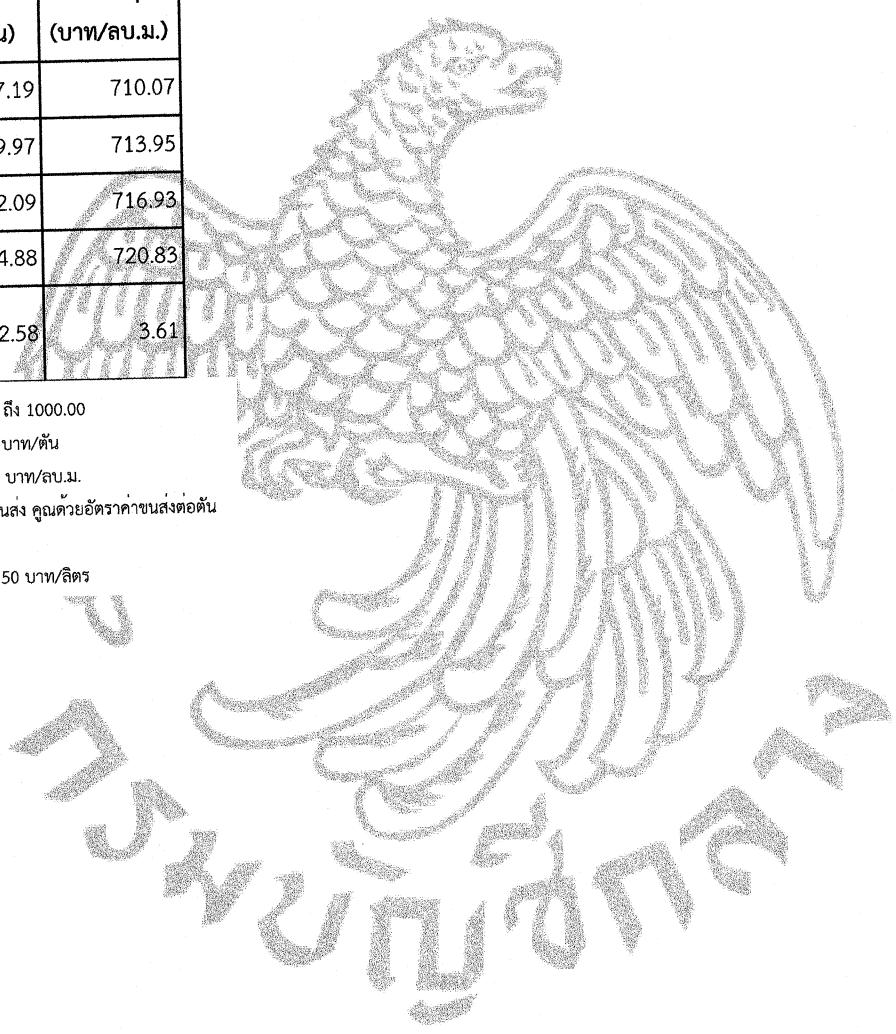 น) (บาท/ลบ.ม.)
7.19 710.07
9.97 713.95
2.09 716.93
4.88 720.83
2.58 3.61
ถึง 1000.00
บาท/ตัน
บาท/ลบ.ม.
นส่ง คูณด้วยอัตราค่าขนส่งต่อตัน
50 บาท/ลิตร
กรมบัญชีกลาง